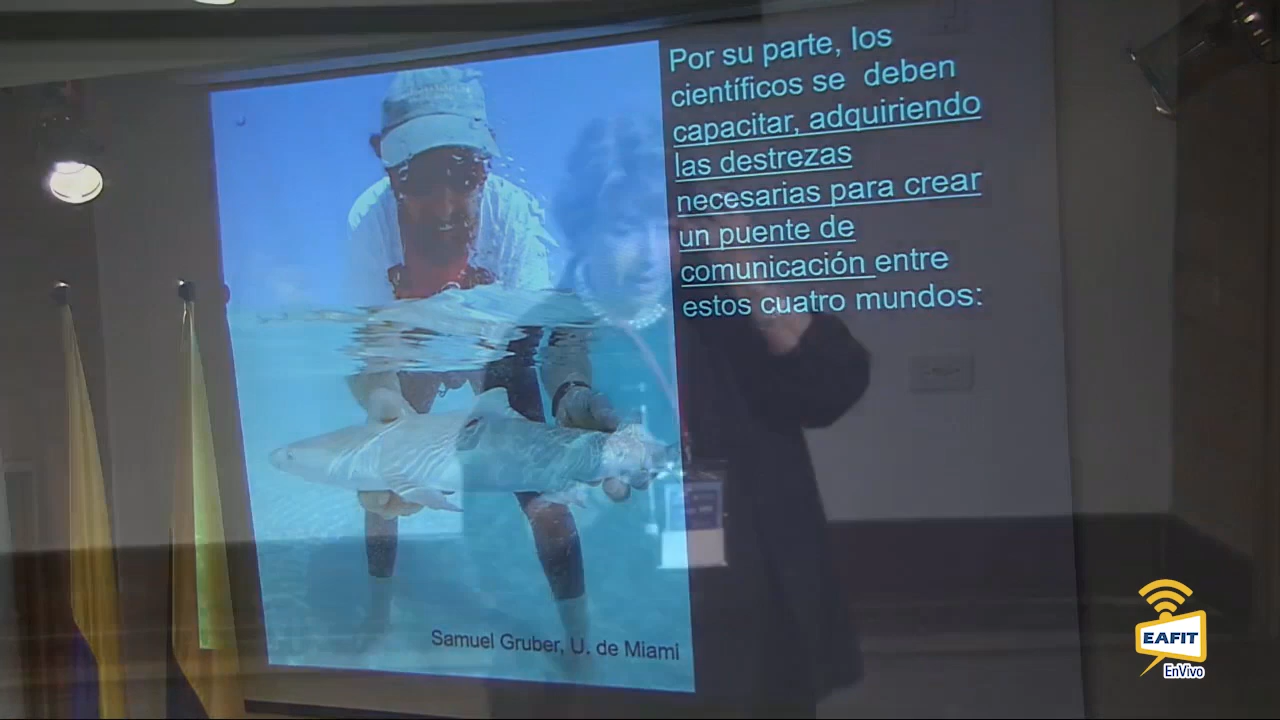 Por su parte, los
científicos se deben
capacitar, adquiriendo
las destrezas
necesarias para crear
un puente de
comunicación entre
estos cuatro mundos:
Samuel Gruber, U. de Miami
EAFIT
EnVivo